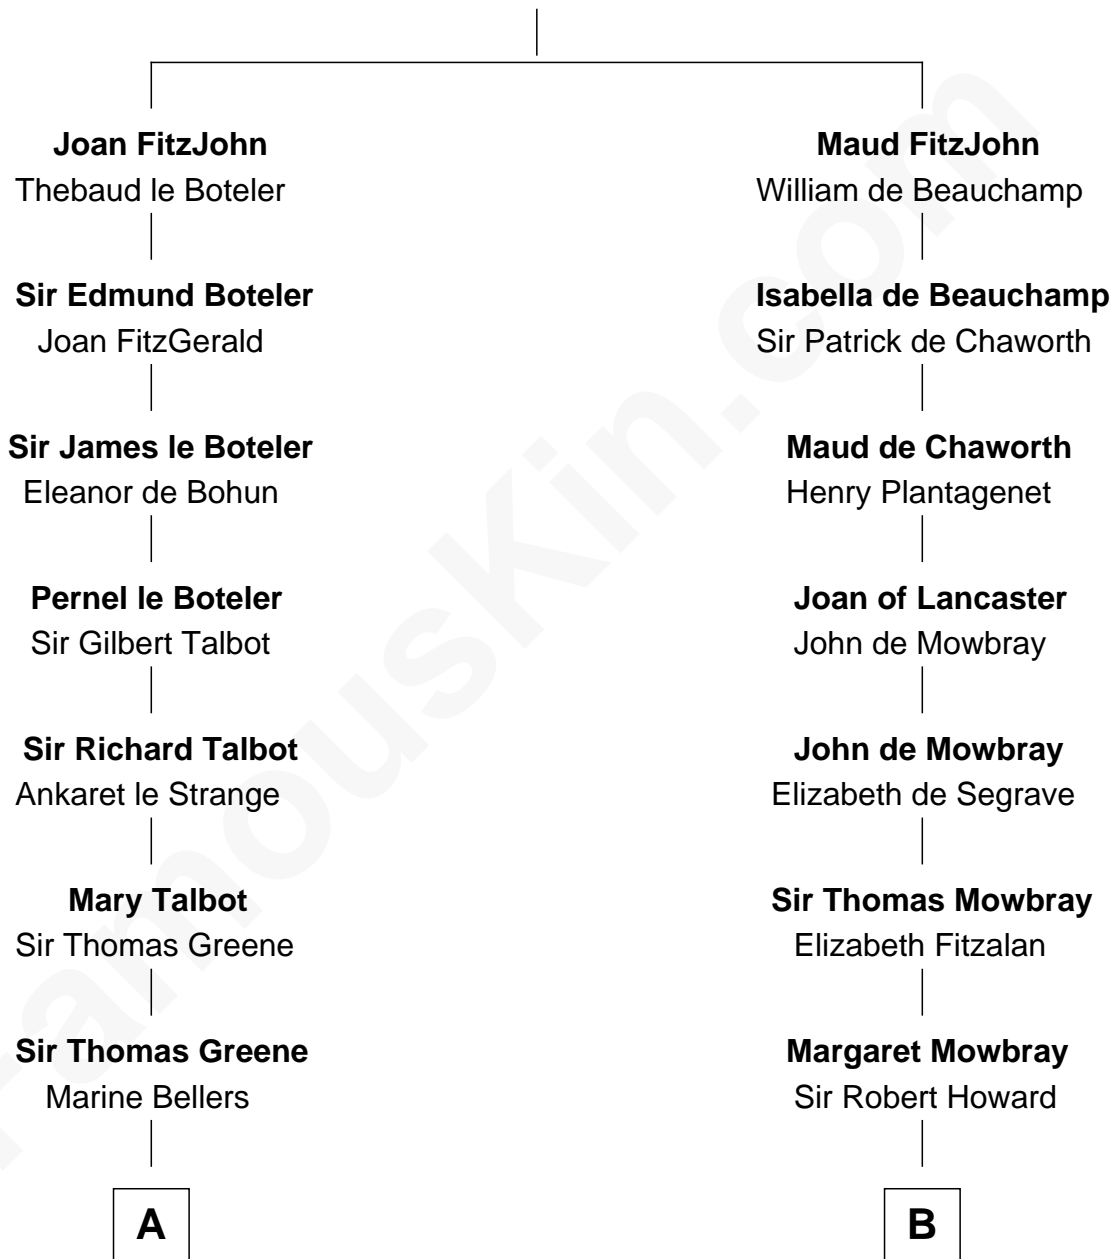 Joan FitzJohn
Thebaud le Boteler
Sir Edmund Boteler
Joan FitzGerald
Sir James le Boteler
Eleanor de Bohun
Pernel le Boteler
Sir Gilbert Talbot
Sir Richard Talbot
Ankaret le Strange
Mary Talbot
Sir Thomas Greene
Sir Thomas Greene
Marine Bellers
A
Maud FitzJohn
William de Beauchamp
Isabella de Beauchamp
Sir Patrick de Chaworth
Maud de Chaworth
Henry Plantagenet
Joan of Lancaster
John de Mowbray
John de Mowbray
Elizabeth de Segrave
Sir Thomas Mowbray
Elizabeth Fitzalan
Margaret Mowbray
Sir Robert Howard
B
FamousKin.com